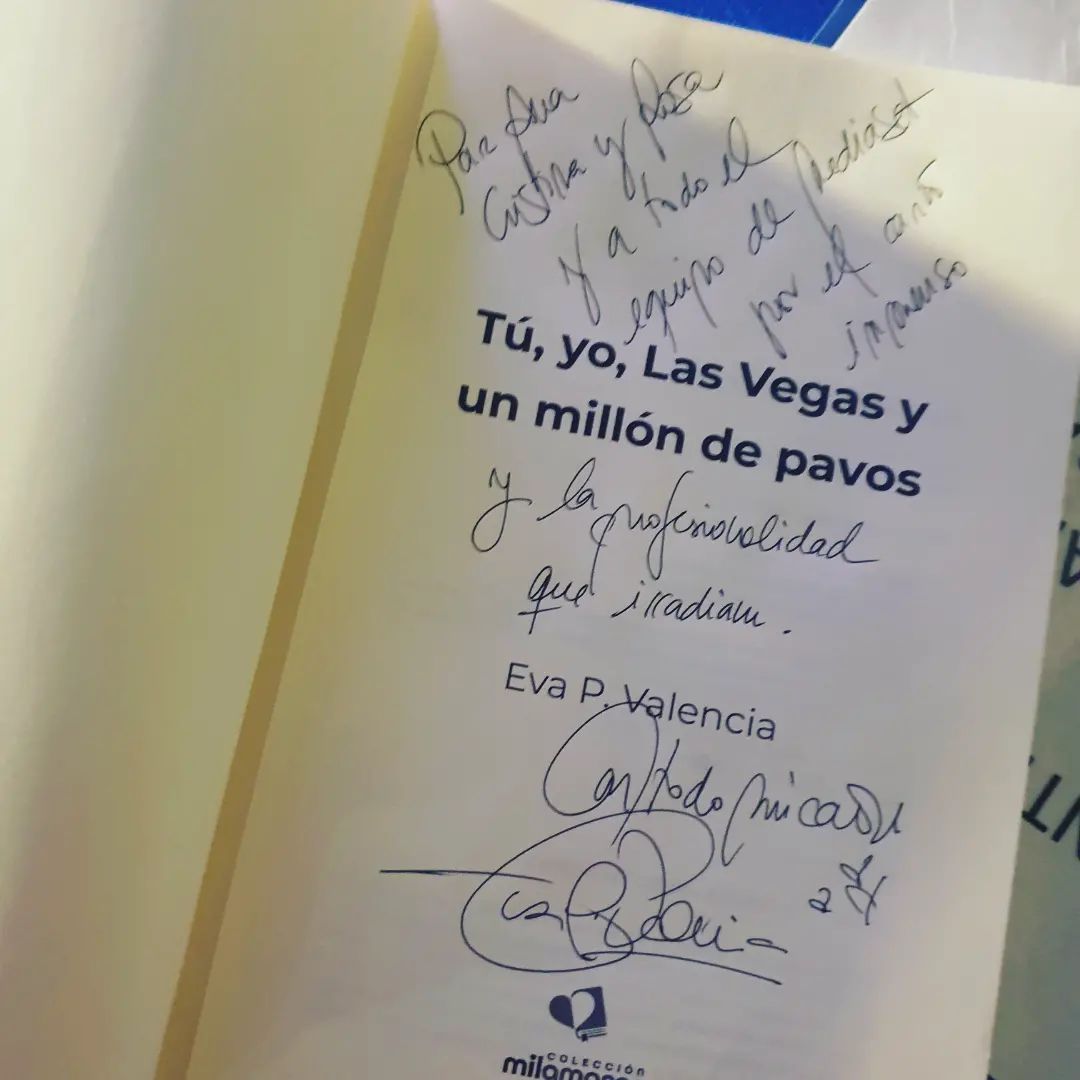 Para Ana
Cristina y Rosa
y a todo el
equipo de Mediaset
por el cariño
inmenso
Tú, yo, Las Vegas y
un millón de pavos
y la profesionalidad
que irradian.
Eva P. Valencia
Con todo mi cariño
COLECCIÓN